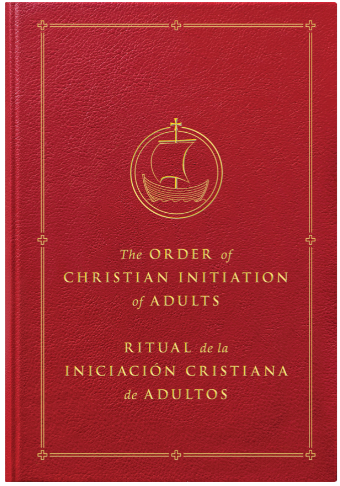 The ORDER of
CHRISTIAN INITIATION
of ADULTS
RITUAL de la
INICIACIÓN CRISTIANA
de ADULTOS